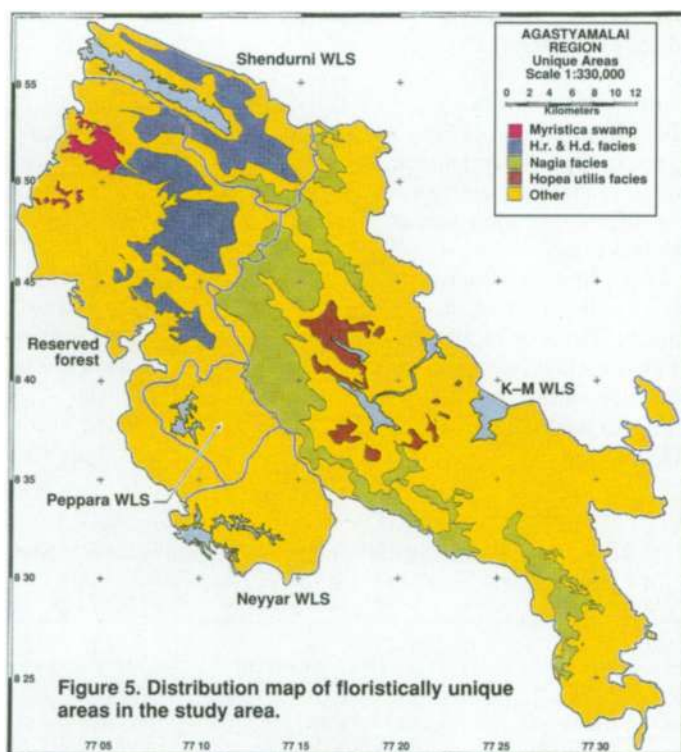 AGASTYAMALAI
REGION
Unique Areas
Scale 1:330,000
0 2 4 6 8 10 12
Kilometers
Myristica swamp
H.r. & H.d. facies
Nagia facies
Hopea utilis facies
Other
Shendurni WLS
8 55
8 50
8 45
Reserved
forest
8 40
K–M WLS
8 35
Peppara WLS
8 30
Neyyar WLS
8 25
Figure 5. Distribution map of floristically unique
areas in the study area.
77 05 77 10 77 15 77 20 77 25 77 30